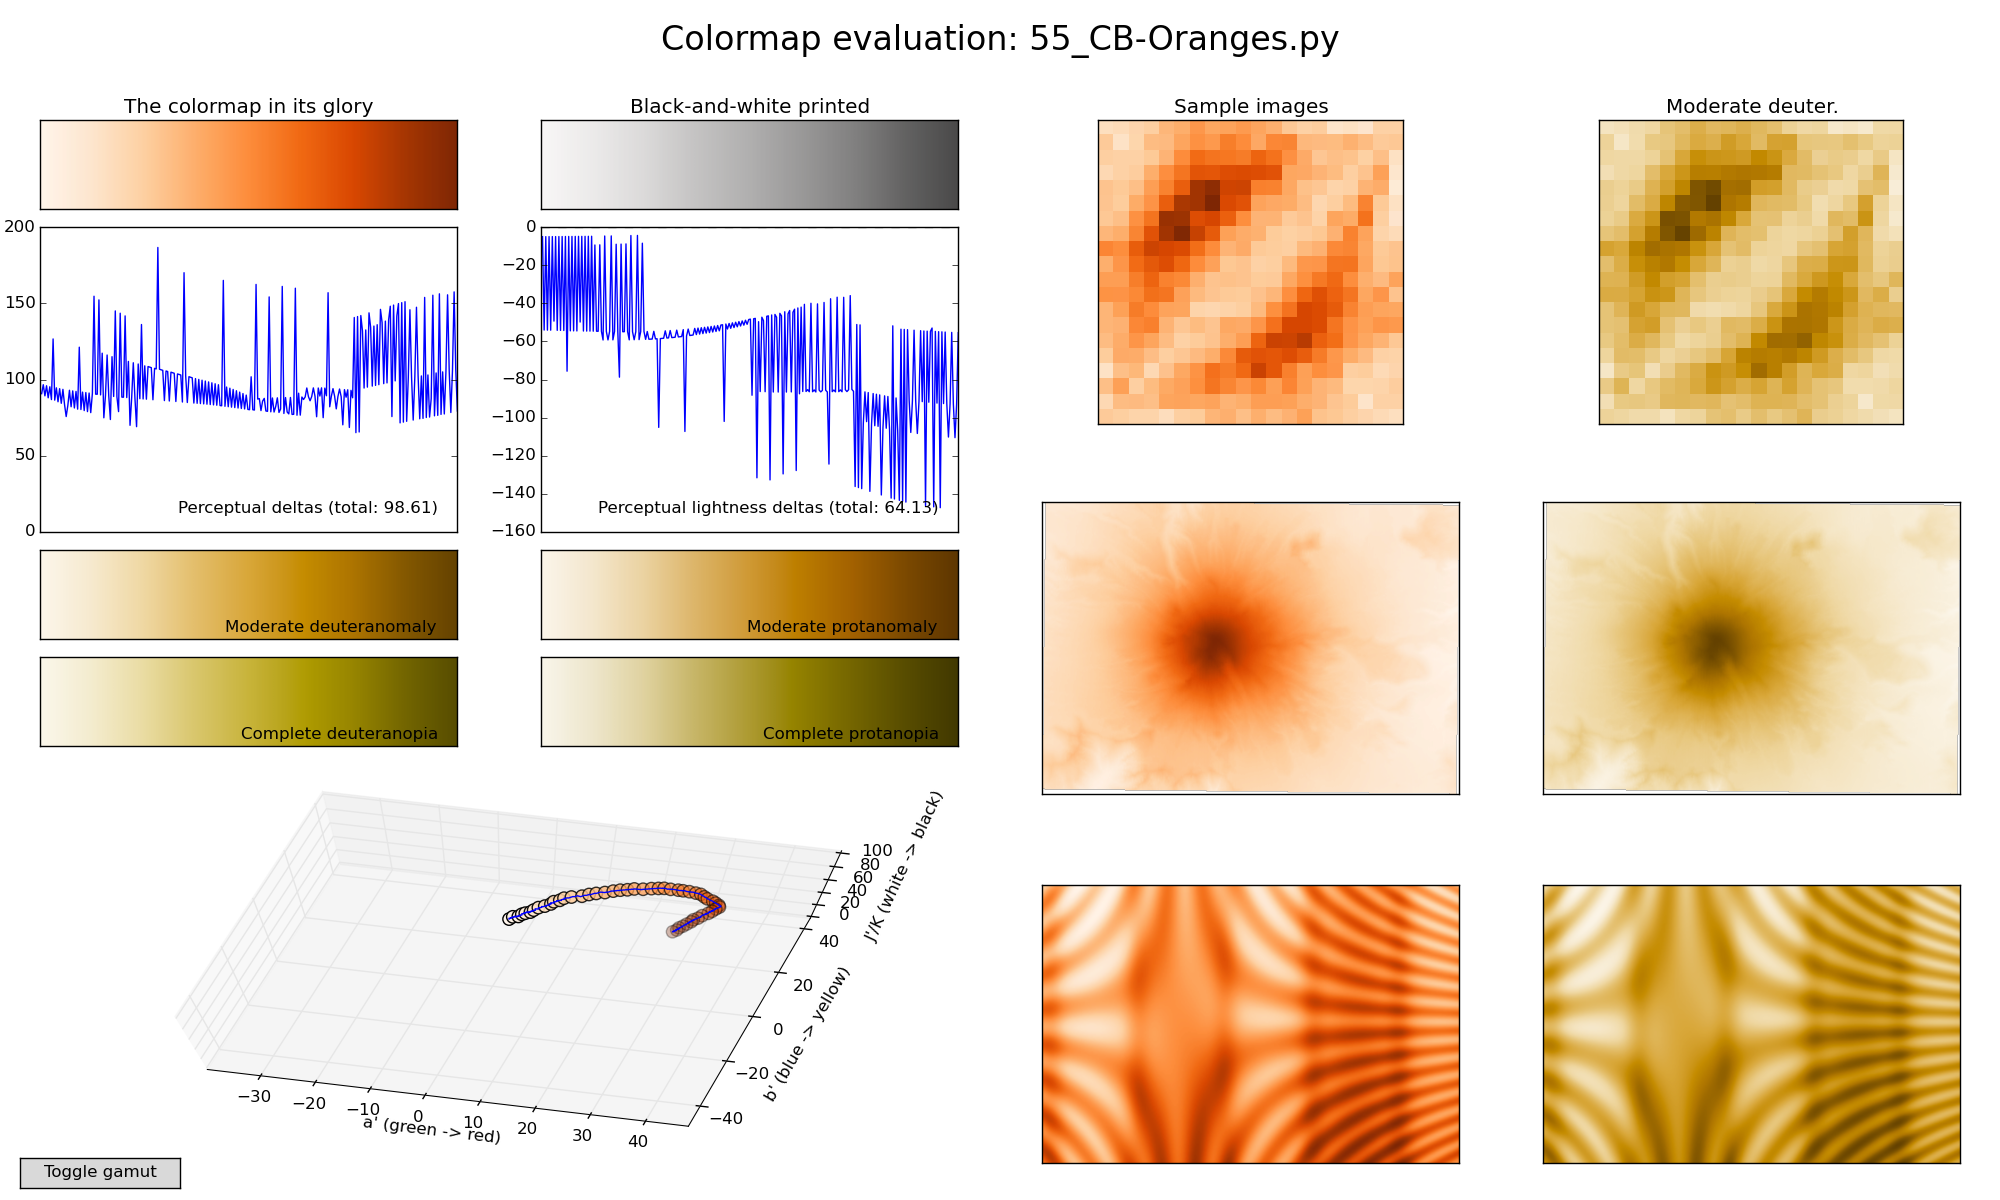 Colormap evaluation: 55_CB-Oranges.py
The colormap in its glory
Black-and-white printed
Sample images
Moderate deuter.
200
150
100
50
0
Perceptual deltas (total: 98.61)
0
−20
−40
−60
−80
−100
−120
−140
−160
Perceptual lightness deltas (total: 64.13)
Moderate deuteranomaly
Moderate protanomaly
Complete deuteranopia
Complete protanopia
100
80
60
40
20
0
J'/K (white -> black)
40
20
0
−20
−40
b' (blue -> yellow)
−30
−20
−10
0
10
20
30
40
a' (green -> red)
Toggle gamut